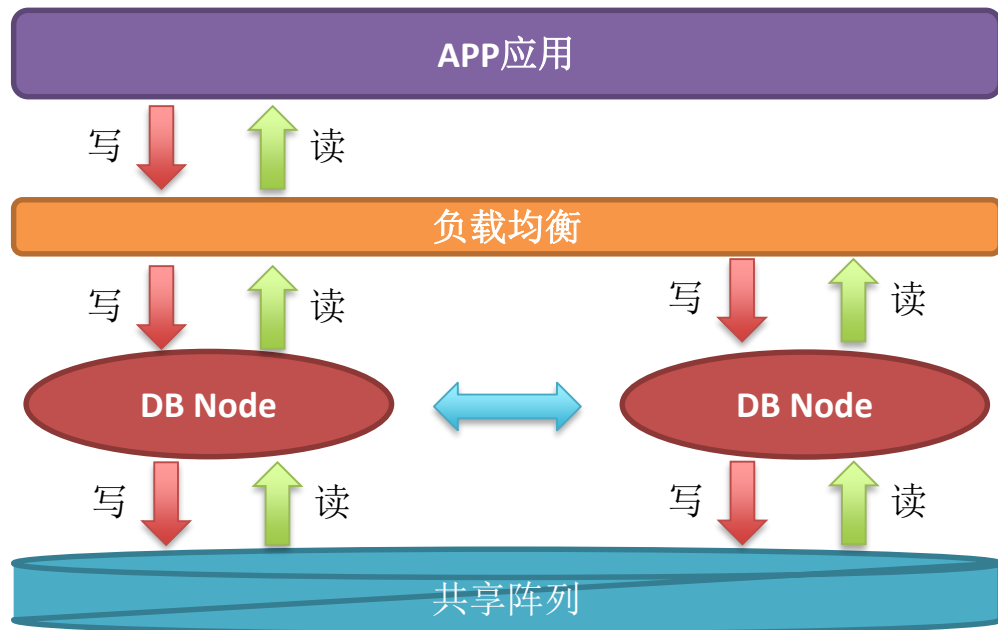 APP应用
写 读
负载均衡
写 读 写 读
DB Node DB Node
写 读 写 读
共享阵列